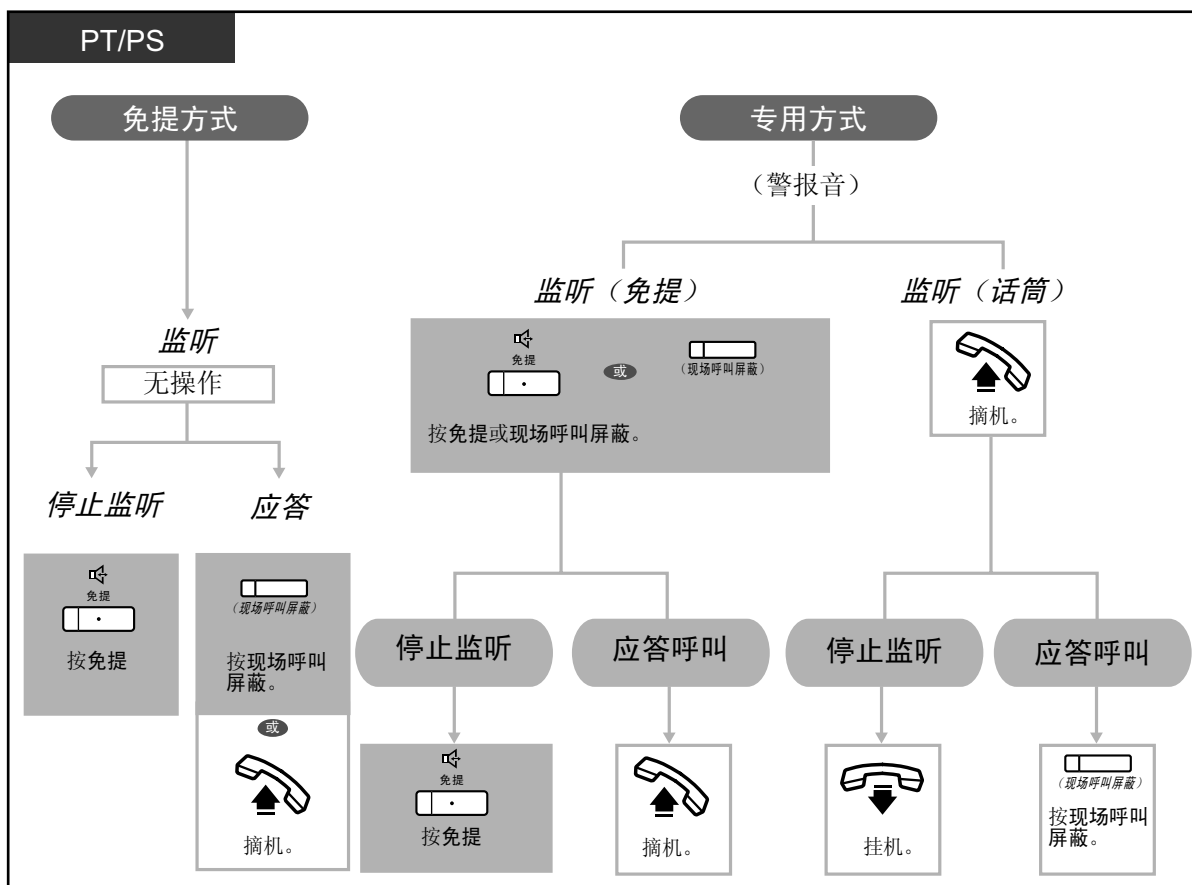 PT/PS
免提方式
专用方式
（警报音）
监听
无操作
停止监听
应答
免提
按免提
（现场呼叫屏蔽）
按现场呼叫
屏蔽。
或
摘机。
监听（免提）
免提
或
（现场呼叫屏蔽）
按免提或现场呼叫屏蔽。
停止监听
免提
按免提
应答呼叫
摘机。
监听（话筒）
摘机。
停止监听
挂机。
应答呼叫
（现场呼叫屏蔽）
按现场呼叫
屏蔽。